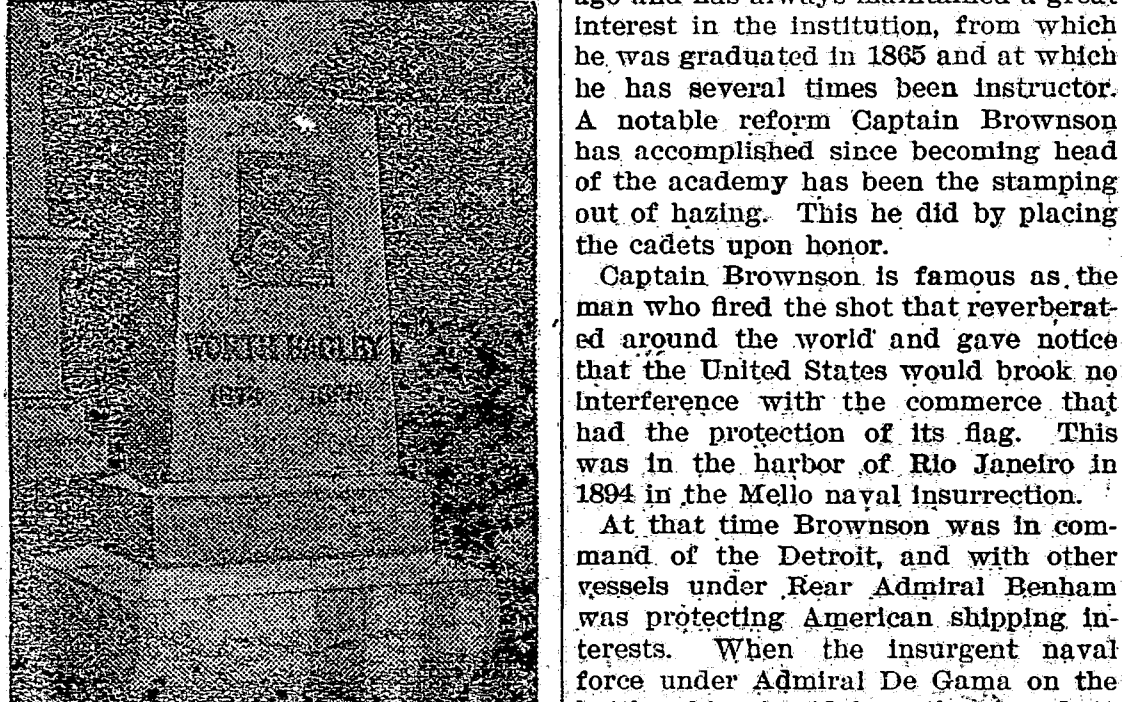 WORTH BAGLEY
interest in the institution, from which
he was graduated in 1865 and at which
he has several times been instructor.
A notable reform Captain Brownson
has accomplished since becoming head
of the academy has been the stamping
out of hazing. This he did by placing
the cadets upon honor.
Captain Brownson is famous as the
man who fired the shot that reverberat-
ed around the world and gave notice
that the United States would brook no
interference with the commerce that
had the protection of its flag. This
was in the harbor of Rio Janeiro in
1894 in the Mello naval insurrection.
At that time Brownson was in com-
mand of the Detroit, and with other
vessels under Rear Admiral Benham
was protecting American shipping in-
terests. When the insurgent naval
force under Admiral De Gama on the